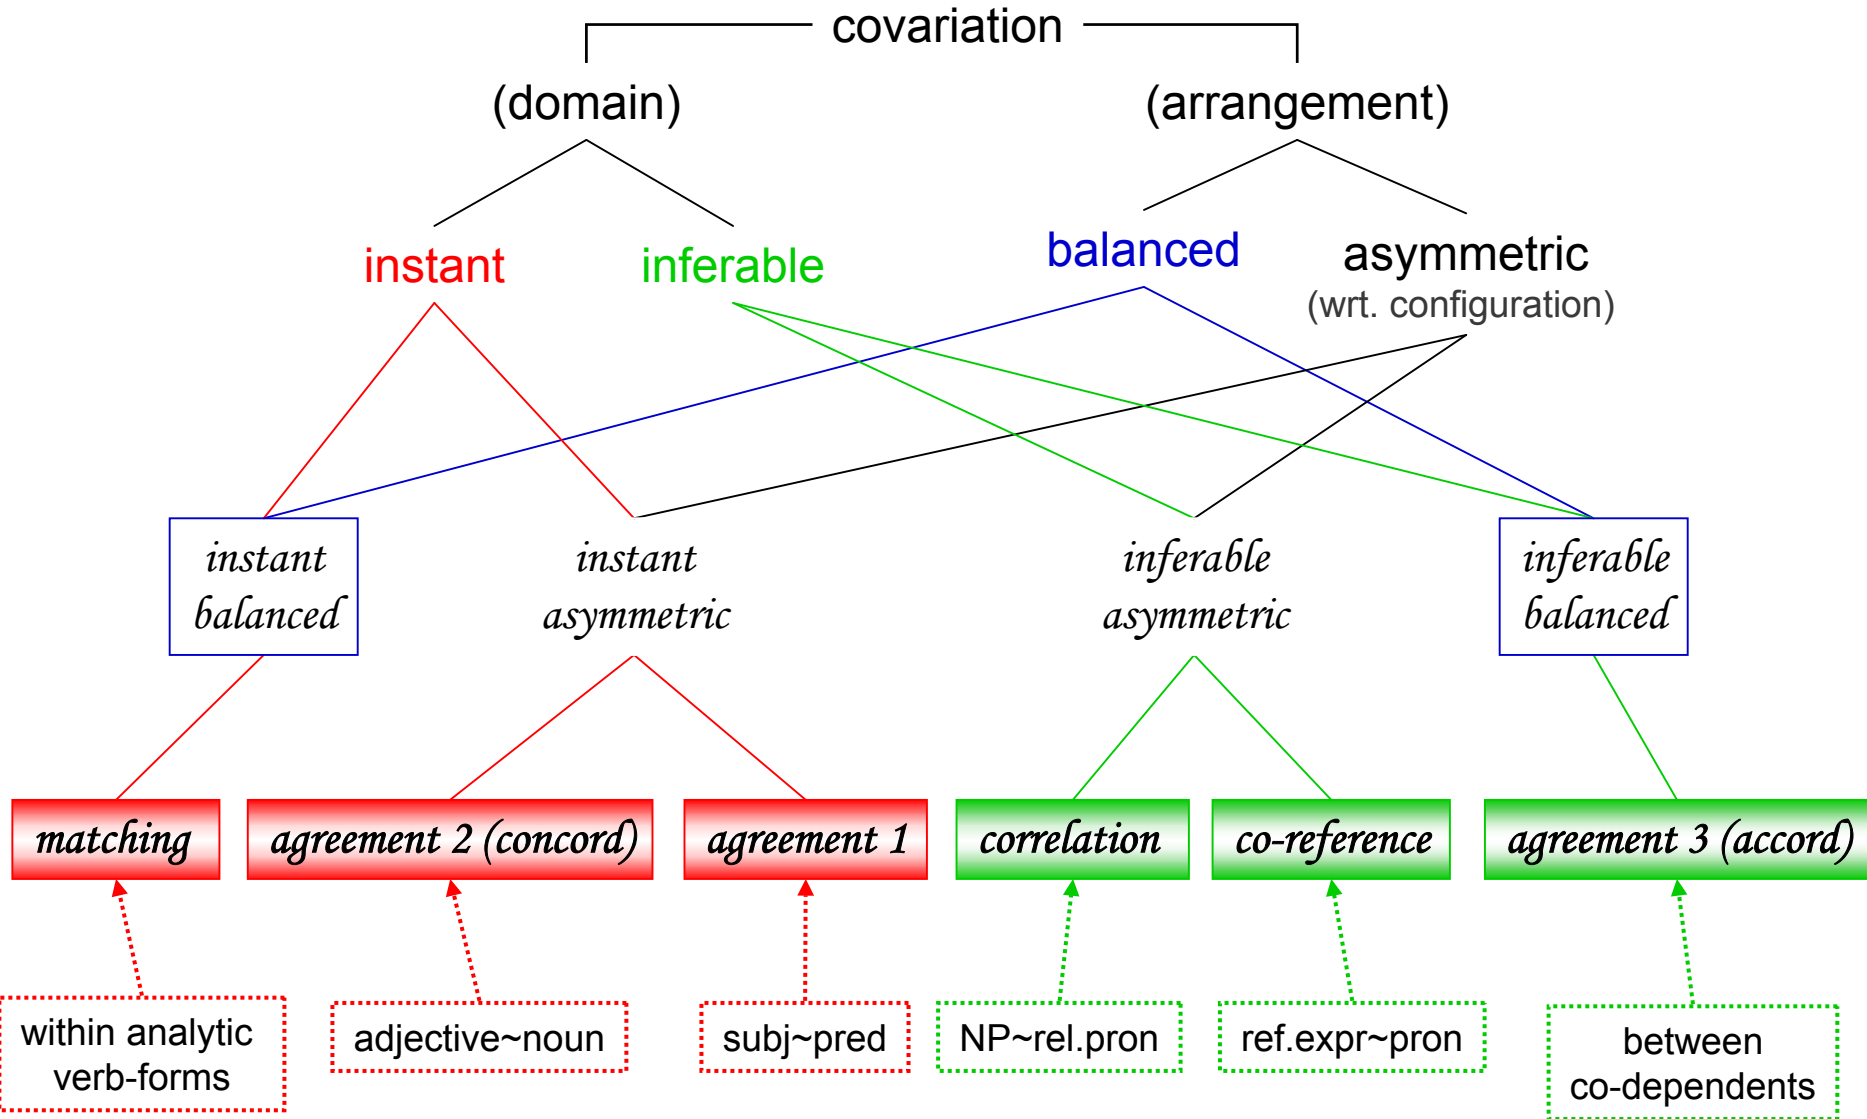 covariation
(domain)
(arrangement)
instant
inferable
balanced
asymmetric
(wrt. configuration)
instant
balanced
instant
asymmetric
inferable
asymmetric
inferable
balanced
matching
agreement 2 (concord)
agreement 1
correlation
co-reference
agreement 3 (accord)
within analytic
verb-forms
adjective~noun
subj~pred
NP~rel.pron
ref.expr~pron
between
co-dependents